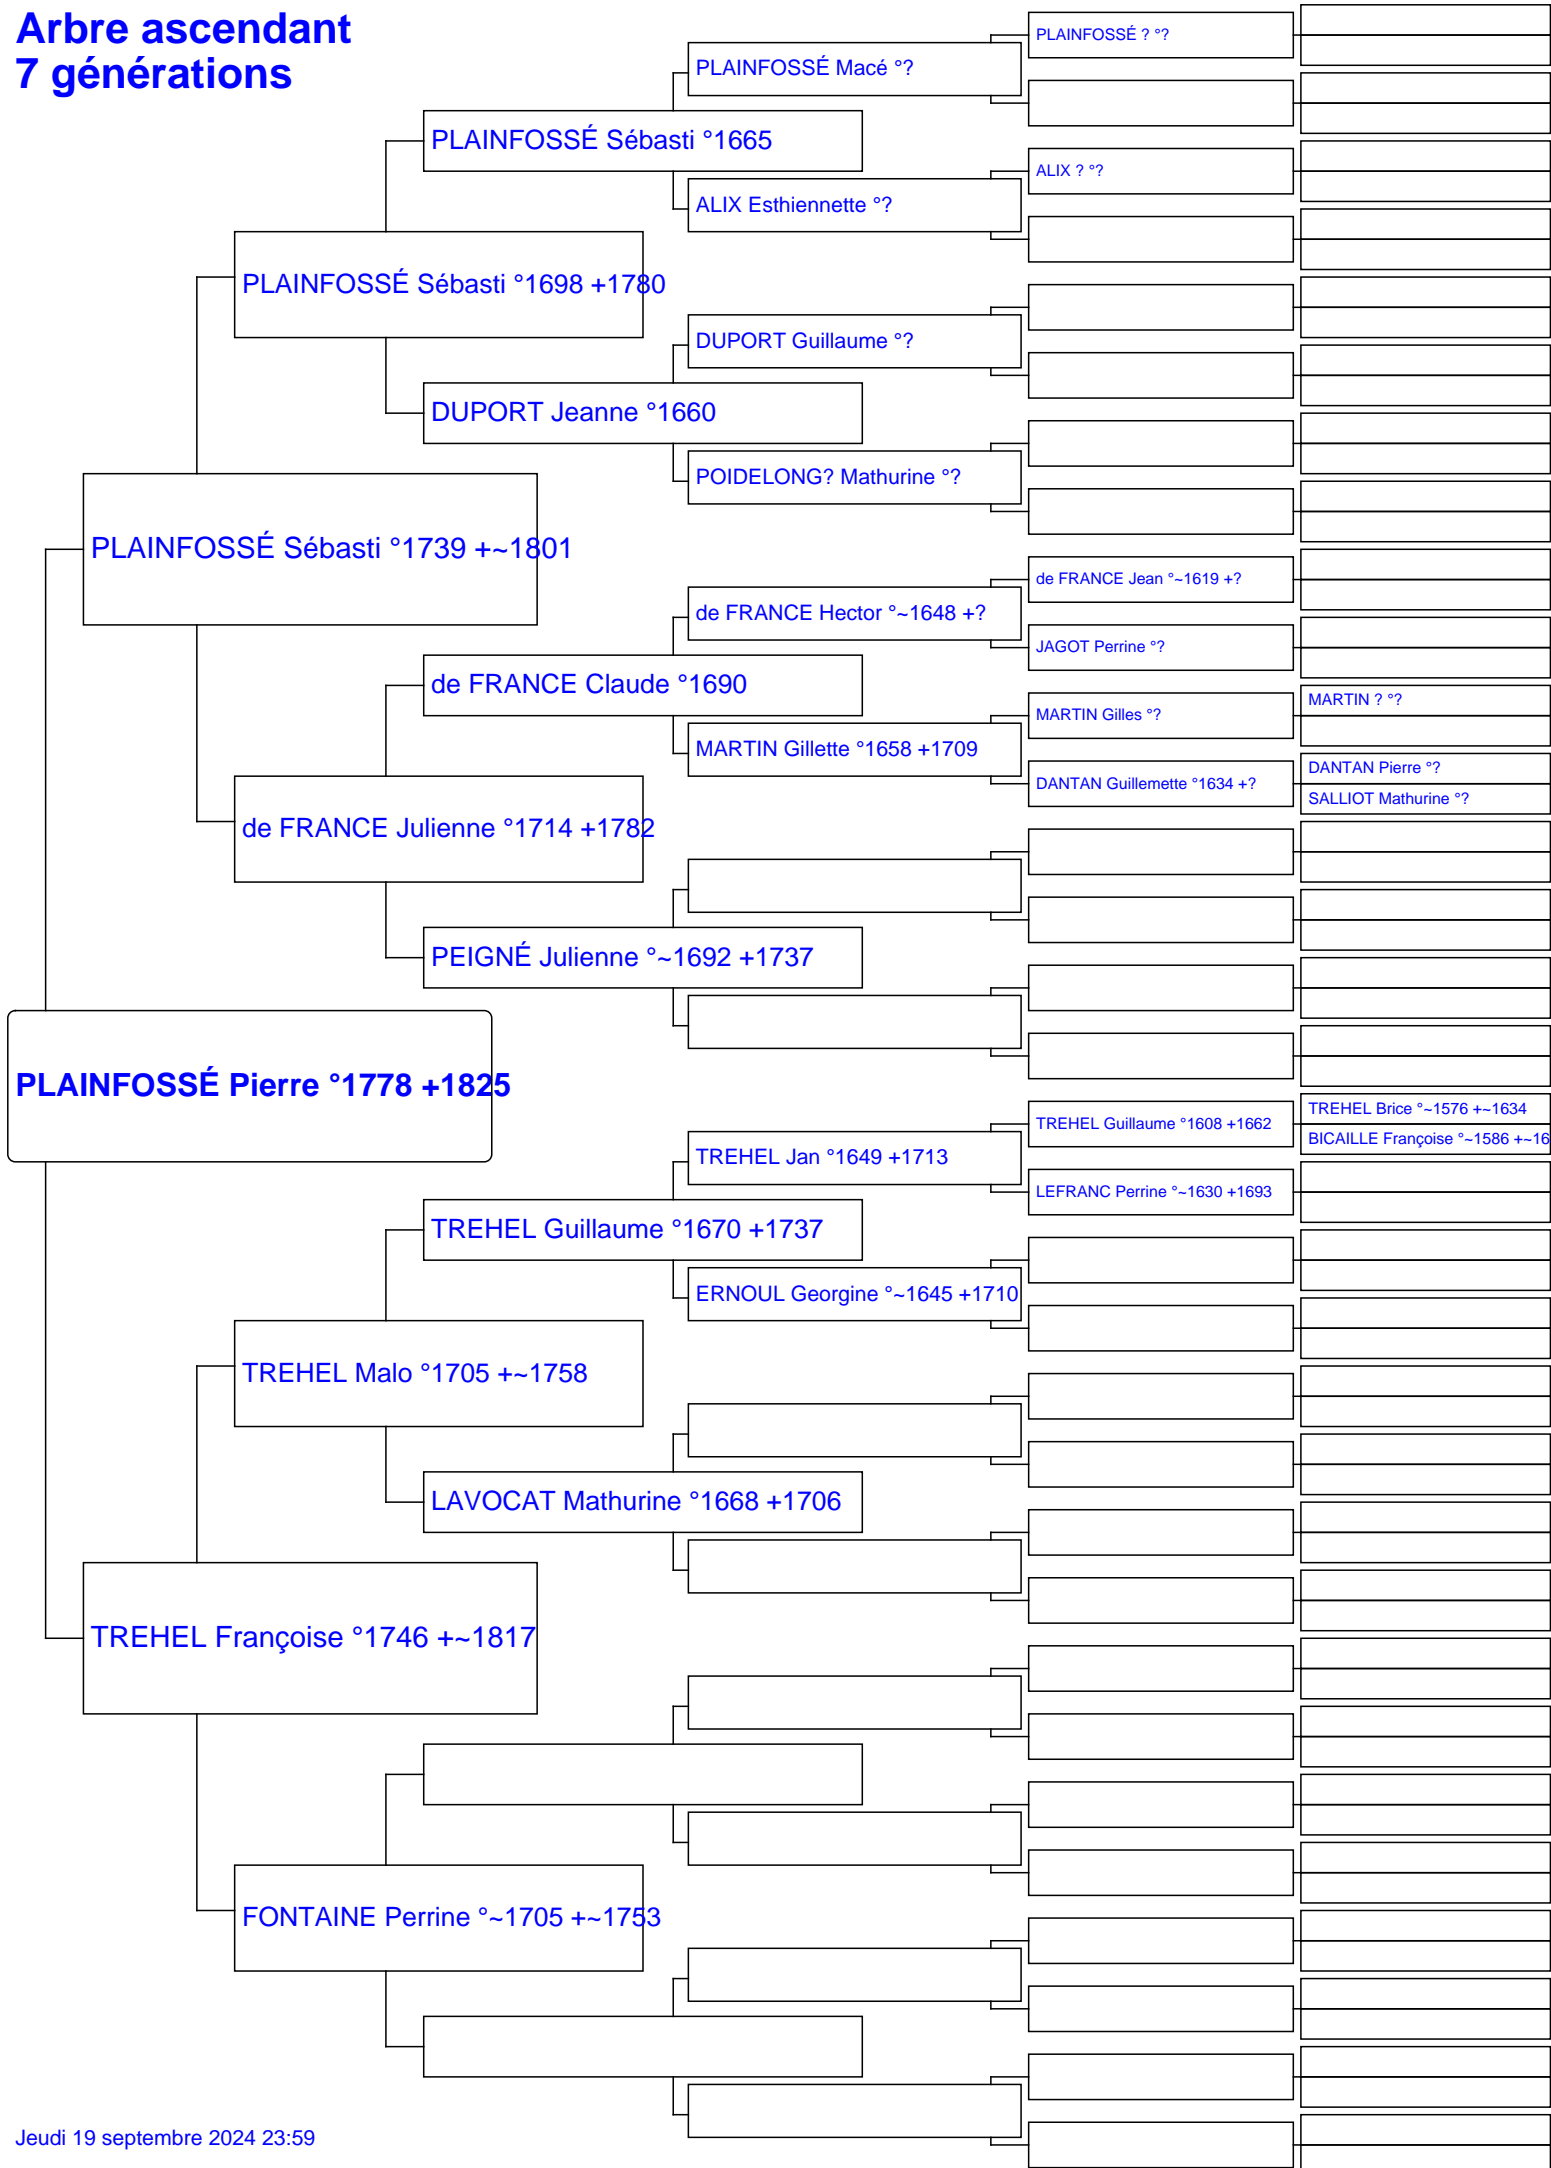 Arbre ascendant
7 générations
PLAINFOSSÉ ? °?
PLAINFOSSÉ Macé °?
PLAINFOSSÉ Sébasti °1665
ALIX ? °?
ALIX Esthiennette °?
PLAINFOSSÉ Sébasti °1698 +1780
DUPORT Guillaume °?
DUPORT Jeanne °1660
POIDELONG? Mathurine °?
PLAINFOSSÉ Sébasti °1739 +~1801
de FRANCE Jean °~1619 +?
de FRANCE Hector °~1648 +?
JAGOT Perrine °?
de FRANCE Claude °1690
MARTIN ? °?
MARTIN Gilles °?
MARTIN Gillette °1658 +1709
DANTAN Pierre °?
DANTAN Guillemette °1634 +?
SALLIOT Mathurine °?
de FRANCE Julienne °1714 +1782
PEIGNÉ Julienne °~1692 +1737
PLAINFOSSÉ Pierre °1778 +1825
TREHEL Brice °~1576 +~1634
TREHEL Guillaume °1608 +1662
BICAILLE Françoise °~1586 +~16
TREHEL Jan °1649 +1713
LEFRANC Perrine °~1630 +1693
TREHEL Guillaume °1670 +1737
ERNOUL Georgine °~1645 +1710
TREHEL Malo °1705 +~1758
LAVOCAT Mathurine °1668 +1706
TREHEL Françoise °1746 +~1817
FONTAINE Perrine °~1705 +~1753
Jeudi 19 septembre 2024 23:59